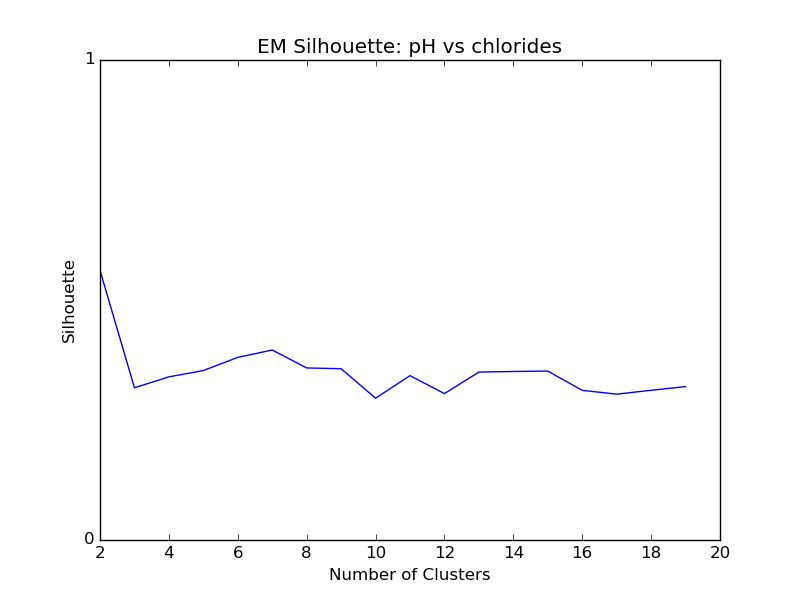 EM Silhouette: pH vs chlorides
1
Silhouette
0
2 4 6 8 10 12 14 16 18 20
Number of Clusters